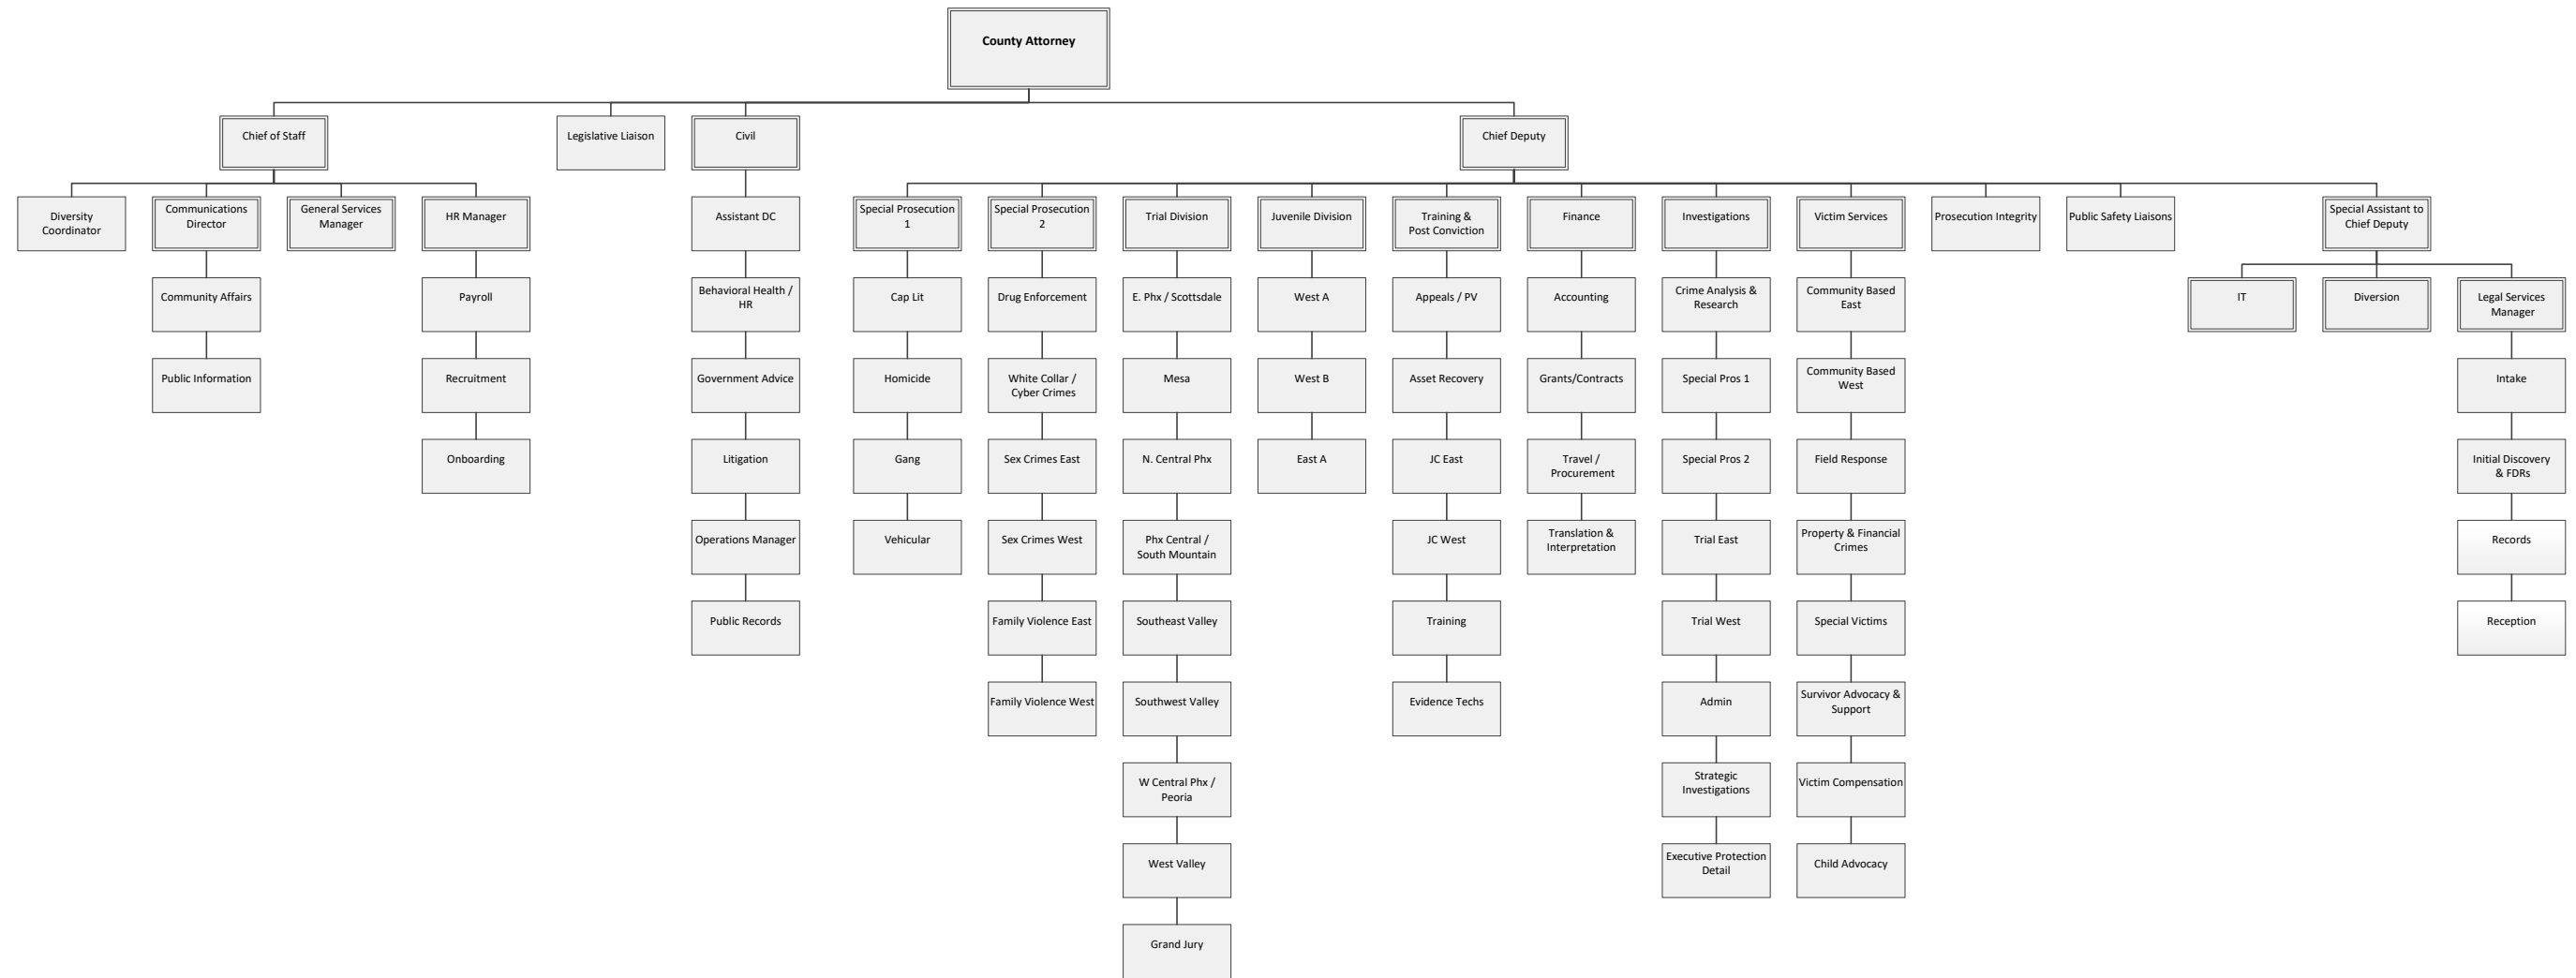 County Attorney
Chief of Staff
Legislative Liaison
Civil
Chief Deputy
Diversity
Coordinator
Communications
Director
General Services
Manager
HR Manager
Assistant DC
Special Prosecution
1
Special Prosecution
2
Trial Division
Juvenile Division
Training &
Post Conviction
Finance
Investigations
Victim Services
Prosecution Integrity
Public Safety Liaisons
Special Assistant to
Chief Deputy
Community Affairs
Payroll
Behavioral Health /
HR
Cap Lit
Drug Enforcement
E. Phx / Scottsdale
West A
Appeals / PV
Accounting
Crime Analysis &
Research
Community Based
East
IT
Diversion
Legal Services
Manager
Public Information
Recruitment
Government Advice
Homicide
White Collar /
Cyber Crimes
Mesa
West B
Asset Recovery
Grants/Contracts
Special Pros 1
Community Based
West
Intake
Onboarding
Litigation
Gang
Sex Crimes East
N. Central Phx
East A
JC East
Travel /
Procurement
Special Pros 2
Field Response
Initial Discovery
& FDRs
Operations Manager
Vehicular
Sex Crimes West
Phx Central /
South Mountain
JC West
Translation &
Interpretation
Trial East
Property & Financial
Crimes
Records
Public Records
Family Violence East
Southeast Valley
Training
Trial West
Special Victims
Reception
Family Violence West
Southwest Valley
Evidence Techs
Admin
Survivor Advocacy &
Support
W Central Phx /
Peoria
Strategic
Investigations
Victim Compensation
West Valley
Executive Protection
Detail
Child Advocacy
Grand Jury